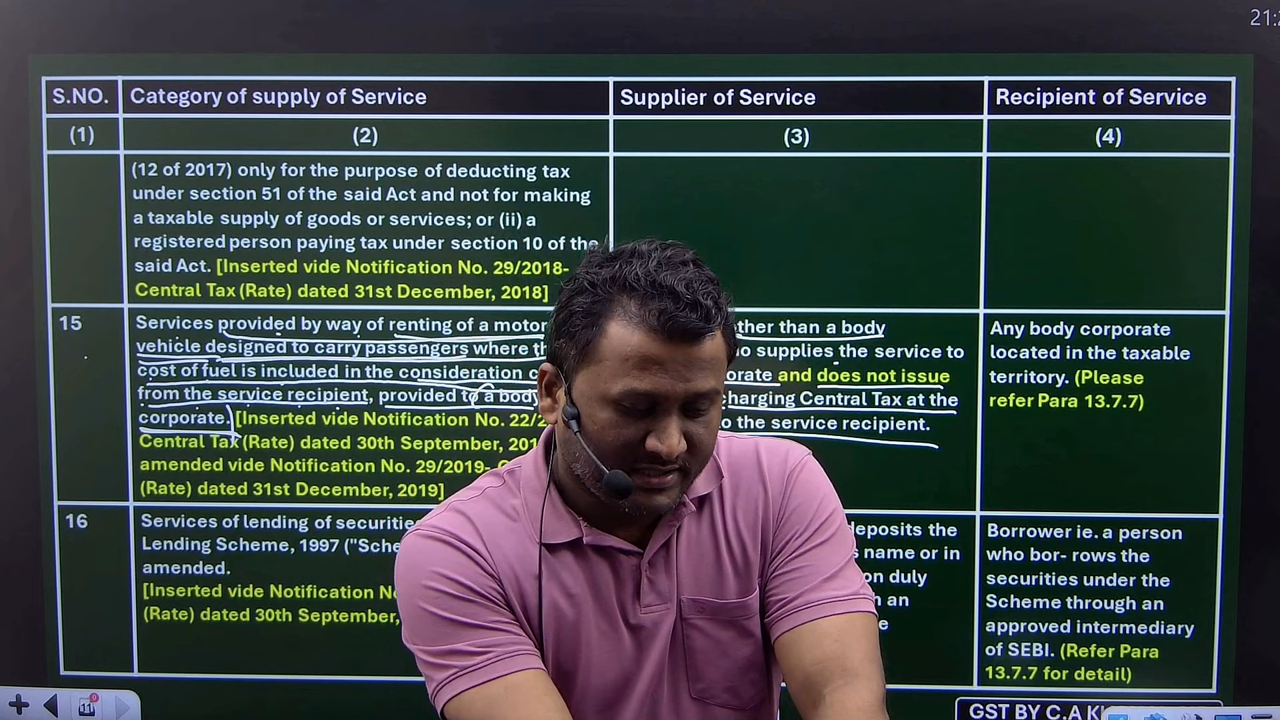 21:
S.NO.
Category of supply of Service
Supplier of Service
Recipient of Service
(1)
(2)
(3)
(4)
(12 of 2017) only for the purpose of deducting tax
under section 51 of the said Act and not for making
a taxable supply of goods or services; or (ii) a
registered person paying tax under section 10 of the
said Act. [Inserted vide Notification No. 29/2018-
Central Tax (Rate) dated 31st December, 2018]
15
Services provided by way of renting of a motor
vehicle designed to carry passengers where
cost of fuel is included in the consideration
from the service recipient, provided to a body
corporate. [Inserted vide Notification No. 22/2
Central Tax (Rate) dated 30th September, 201
amended vide Notification No. 29/2019-
(Rate) dated 31st December, 2019]
than a body
supplies the service to
and does not issue
charging Central Tax at the
the service recipient.
Any body corporate
located in the taxable
territory. (Please
refer Para 13.7.7)
16
Services of lending of
Lending Scheme, 1997
amended.
[Inserted vide Notification
(Rate) dated 30th September,
deposits the
name or in
duly
an
Borrower ie. a person
who bor- rows the
securities under the
Scheme through an
approved intermediary
of SEBI. (Refer Para
13.7.7 for detail)
11
GST BY C.A